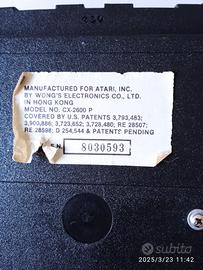 MANUFACTURED FOR ATARI, INC.
BY WONG'S ELECTRONICS CO., LTD.
IN HONG KONG
MODEL NO. CX-2600 P
COVERED BY U.S. PATENTS 3,793,483;
3,900,886; 3,723,652; 3,728,480; RE 28507;
RE 28598; D 254,544 & PATENTS PENDING
S.N. 8030593
subito
2025/3/23 11:42